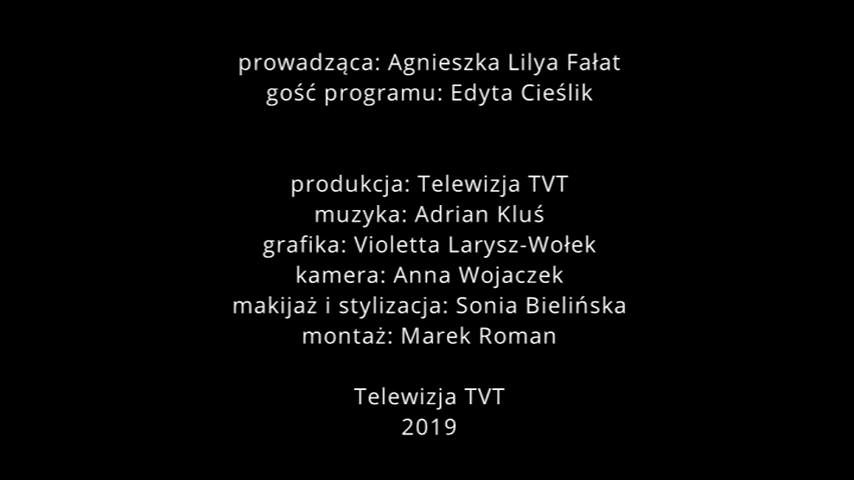 prowadząca: Agnieszka Lilya Fałat
gość programu: Edyta Cieślik
produkcja: Telewizja TVT
muzyka: Adrian Kluś
grafika: Violetta Larysz-Wołek
kamera: Anna Wojaczek
makijaż i stylizacja: Sonia Bielińska
montaż: Marek Roman
Telewizja TVT
2019